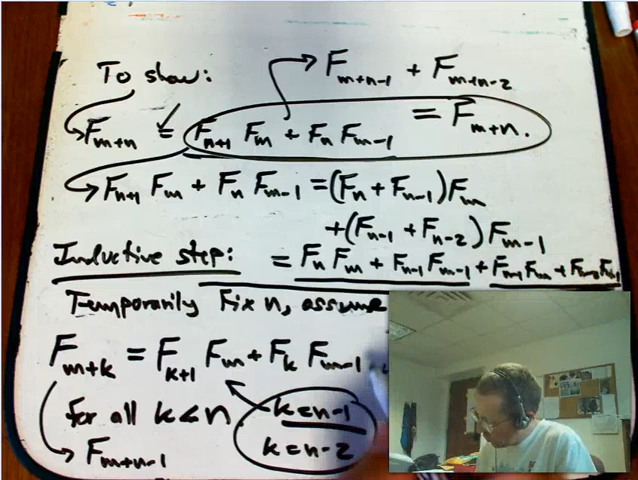 To show: F_{m+n-1} + F_{m+n-2}
F_{m+n} = F_{n+1} F_m + F_n F_{m-1} = F_{m+n}.
F_{n+1} F_m + F_n F_{m-1} = (F_n + F_{n-1}) F_m
+ (F_{n-1} + F_{n-2}) F_{m-1}
Inductive step: = F_n F_m + F_{n-1} F_{m-1} + F_{n-1} F_m + F_{n-2} F_{m-1}
Temporarily Fix n, assume
F_{m+k} = F_{k+1} F_m + F_k F_{m-1}
for all k < n. k = n-1
k = n-2
F_{m+n-1}